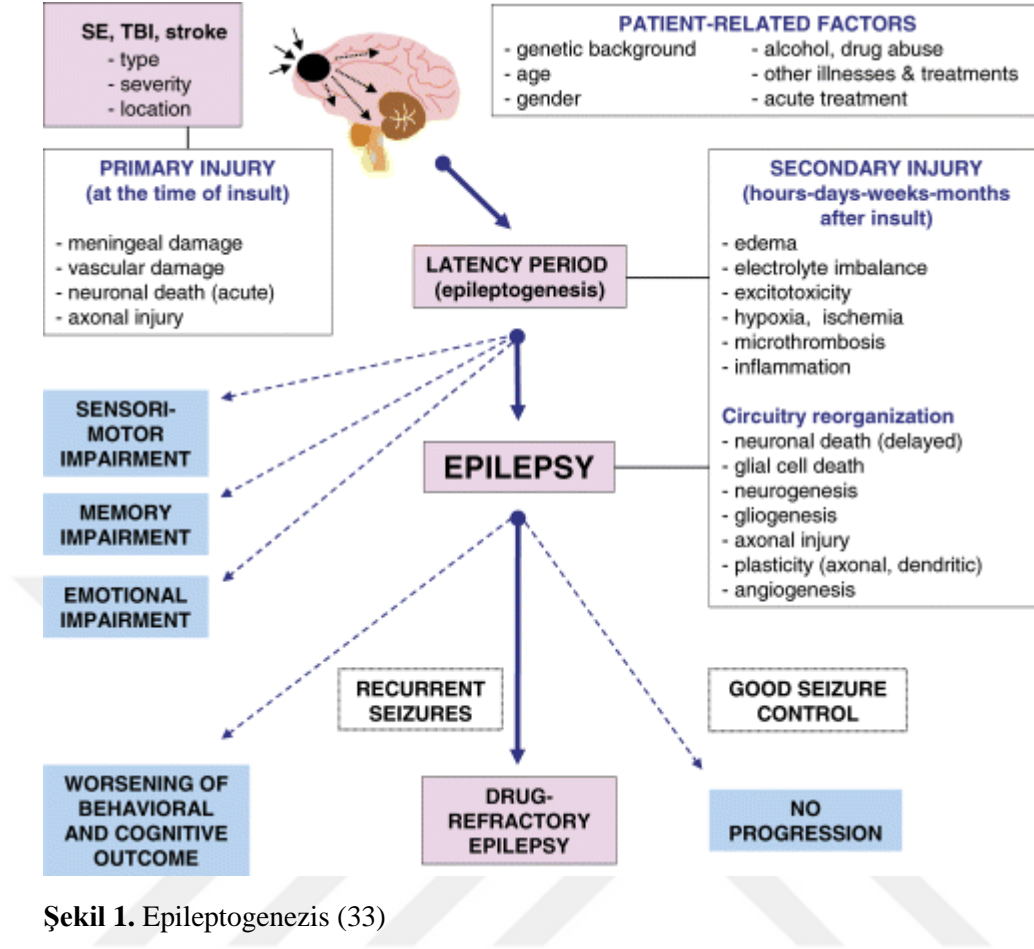 SE, TBI, stroke
- type
- severity
- location
PATIENT-RELATED FACTORS
- genetic background
- age
- gender
- alcohol, drug abuse
- other illnesses & treatments
- acute treatment
PRIMARY INJURY
(at the time of insult)
- meningeal damage
- vascular damage
- neuronal death (acute)
- axonal injury
SECONDARY INJURY
(hours-days-weeks-months
after insult)
- edema
- electrolyte imbalance
- excitotoxicity
- hypoxia, ischemia
- microthrombosis
- inflammation
Circuitry reorganization
- neuronal death (delayed)
- glial cell death
- neurogenesis
- gliogenesis
- axonal injury
- plasticity (axonal, dendritic)
- angiogenesis
LATENCY PERIOD
(epileptogenesis)
SENSORI-
MOTOR
IMPAIRMENT
MEMORY
IMPAIRMENT
EMOTIONAL
IMPAIRMENT
EPILEPSY
RECURRENT
SEIZURES
GOOD SEIZURE
CONTROL
WORSENING OF
BEHAVIORAL
AND COGNITIVE
OUTCOME
DRUG-
REFRACTORY
EPILEPSY
NO
PROGRESSION
Şekil 1. Epileptogenezis (33)